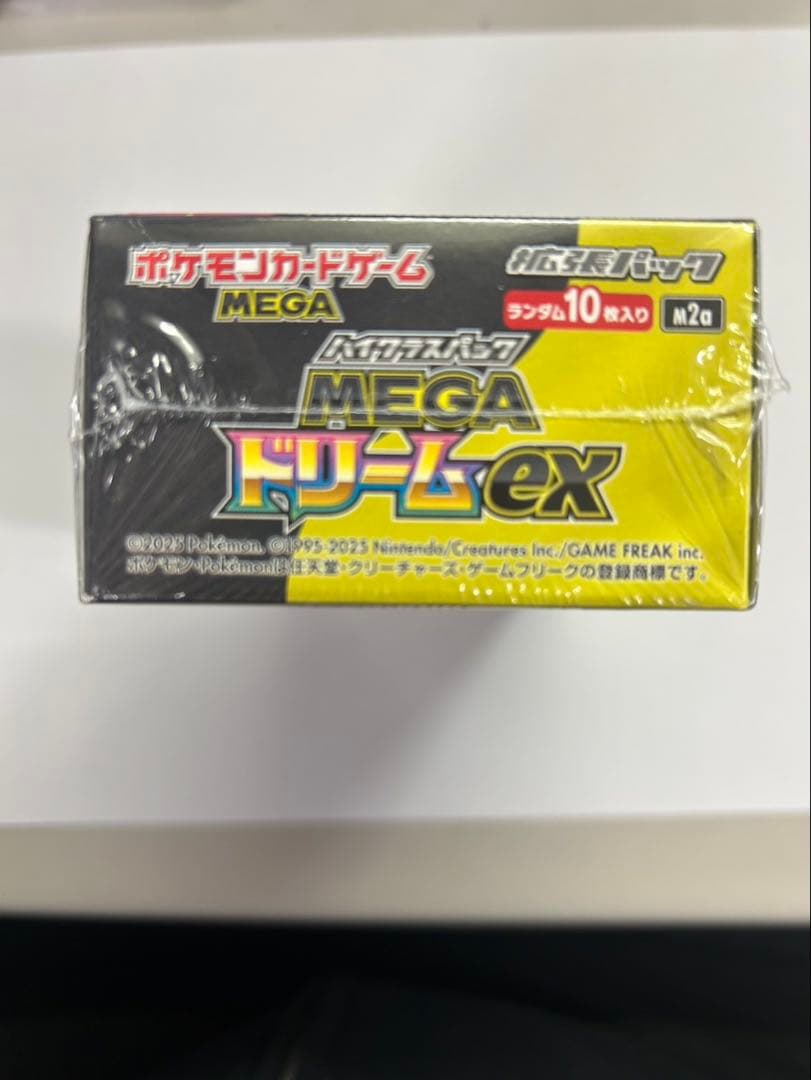 ポケモンカードゲーム
MEGA
拡張パック
ランダム10枚入り M2a
ハイクラスパック
MEGA
ドリームex
©2025 Pokémon. ©1995-2025 Nintendo/Creatures Inc./GAME FREAK inc.
ポケモン・Pokémonは任天堂・クリーチャーズ・ゲームフリークの登録商標です。